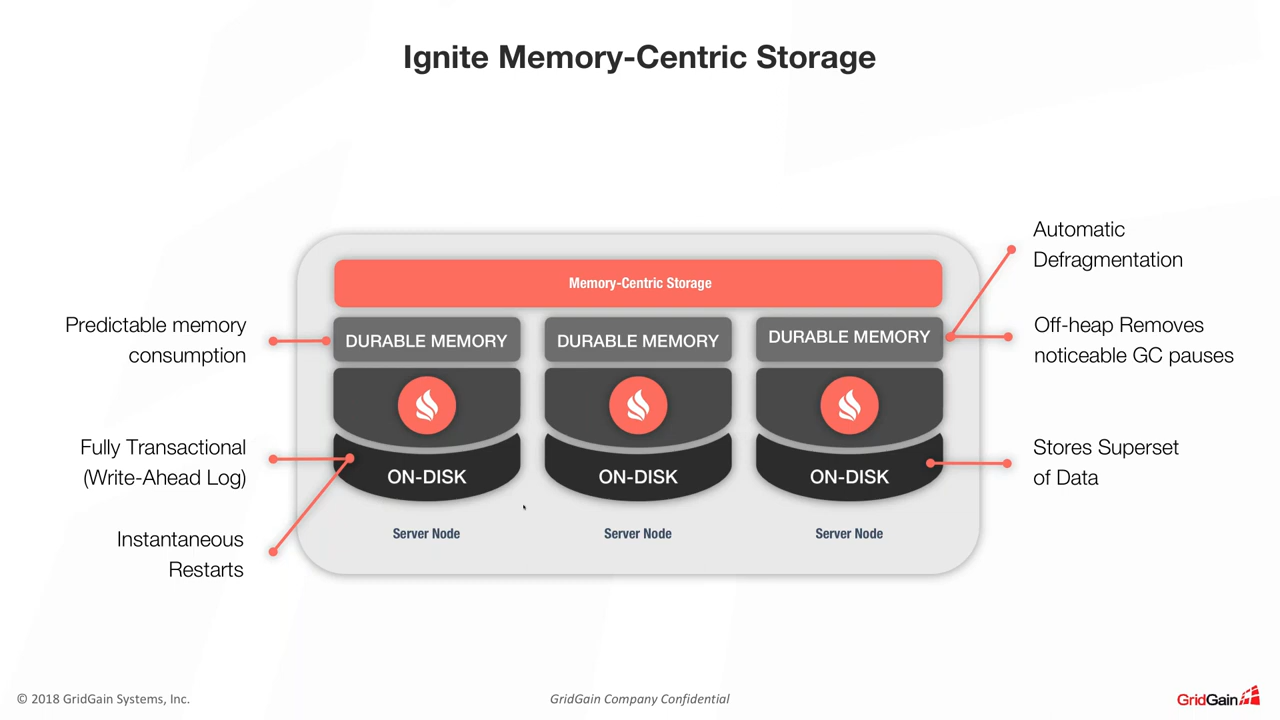 Ignite Memory-Centric Storage
Automatic
Defragmentation
Memory-Centric Storage
Predictable memory
consumption
DURABLE MEMORY
DURABLE MEMORY
DURABLE MEMORY
Off-heap Removes
noticeable GC pauses
Fully Transactional
(Write-Ahead Log)
ON-DISK
ON-DISK
ON-DISK
Stores Superset
of Data
Instantaneous
Restarts
Server Node
Server Node
Server Node
© 2018 GridGain Systems, Inc.
GridGain Company Confidential
GridGain